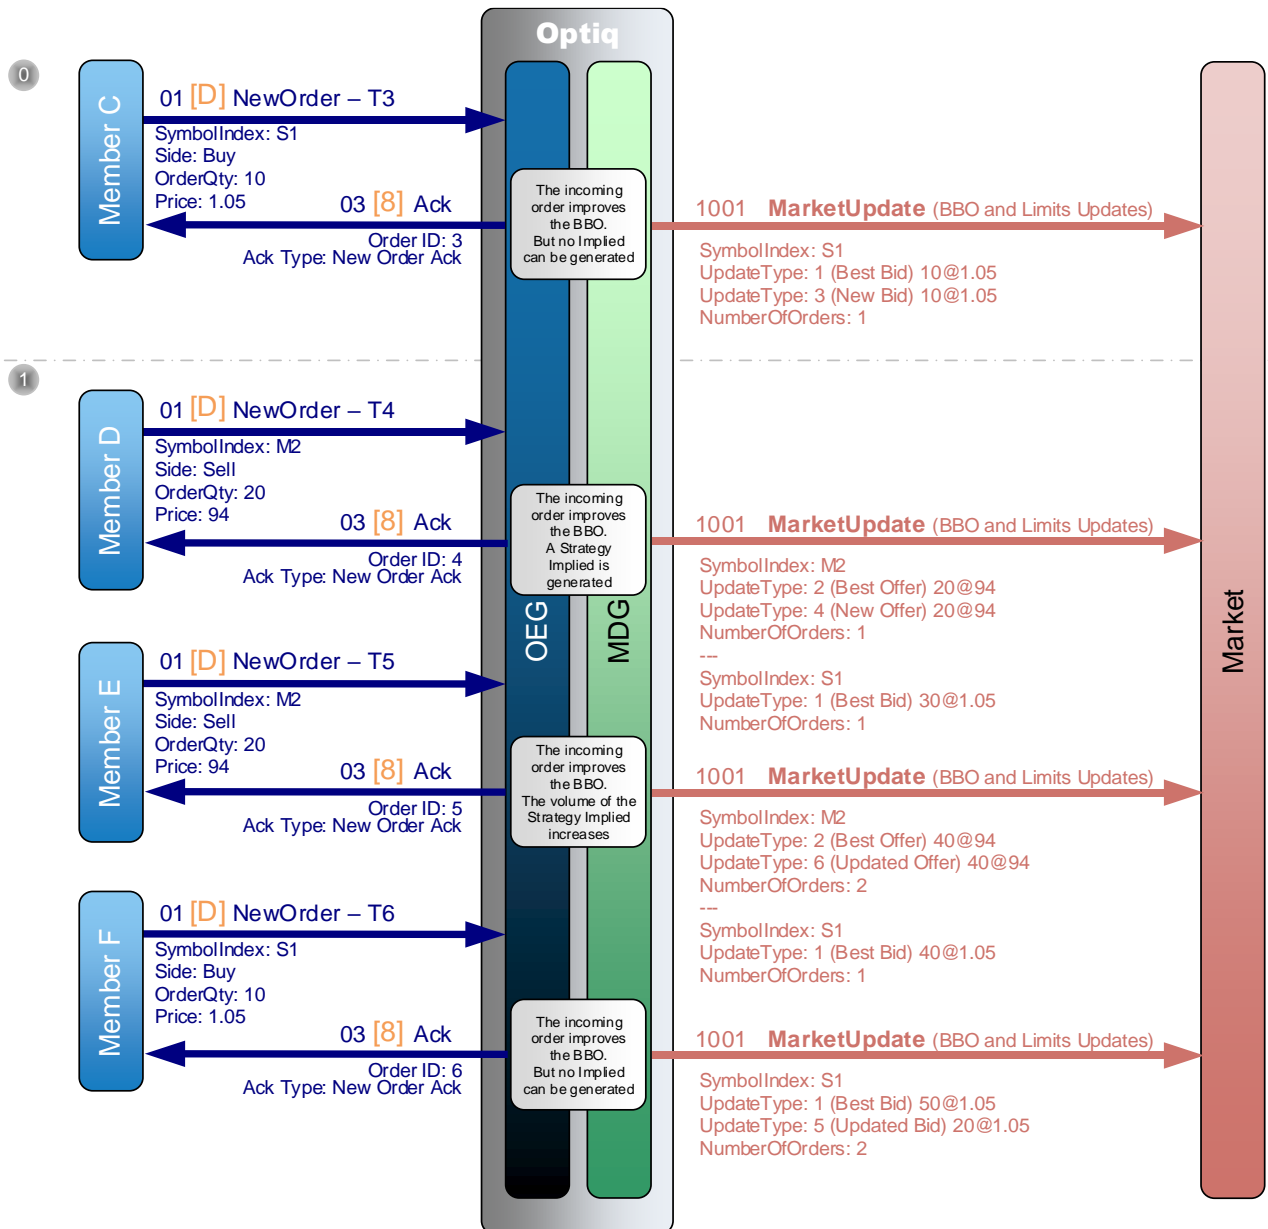 Optiq
0
Member C
01 [D] NewOrder – T3
SymbolIndex: S1
Side: Buy
OrderQty: 10
Price: 1.05
03 [8] Ack
Order ID: 3
Ack Type: New Order Ack
The incoming
order improves
the BBO.
But no Implied
can be generated
1001 MarketUpdate (BBO and Limits Updates)
SymbolIndex: S1
UpdateType: 1 (Best Bid) 10@1.05
UpdateType: 3 (New Bid) 10@1.05
NumberOfOrders: 1
1
Member D
01 [D] NewOrder – T4
SymbolIndex: M2
Side: Sell
OrderQty: 20
Price: 94
03 [8] Ack
Order ID: 4
Ack Type: New Order Ack
The incoming
order improves
the BBO.
A Strategy
Implied is
generated
1001 MarketUpdate (BBO and Limits Updates)
SymbolIndex: M2
UpdateType: 2 (Best Offer) 20@94
UpdateType: 4 (New Offer) 20@94
NumberOfOrders: 1
---
SymbolIndex: S1
UpdateType: 1 (Best Bid) 30@1.05
NumberOfOrders: 1
OEG
MDG
Market
Member E
01 [D] NewOrder – T5
SymbolIndex: M2
Side: Sell
OrderQty: 20
Price: 94
03 [8] Ack
Order ID: 5
Ack Type: New Order Ack
The incoming
order improves
the BBO.
The volume of the
Strategy Implied
increases
1001 MarketUpdate (BBO and Limits Updates)
SymbolIndex: M2
UpdateType: 2 (Best Offer) 40@94
UpdateType: 6 (Updated Offer) 40@94
NumberOfOrders: 2
---
SymbolIndex: S1
UpdateType: 1 (Best Bid) 40@1.05
NumberOfOrders: 1
Member F
01 [D] NewOrder – T6
SymbolIndex: S1
Side: Buy
OrderQty: 10
Price: 1.05
03 [8] Ack
Order ID: 6
Ack Type: New Order Ack
The incoming
order improves
the BBO.
But no Implied
can be generated
1001 MarketUpdate (BBO and Limits Updates)
SymbolIndex: S1
UpdateType: 1 (Best Bid) 50@1.05
UpdateType: 5 (Updated Bid) 20@1.05
NumberOfOrders: 2